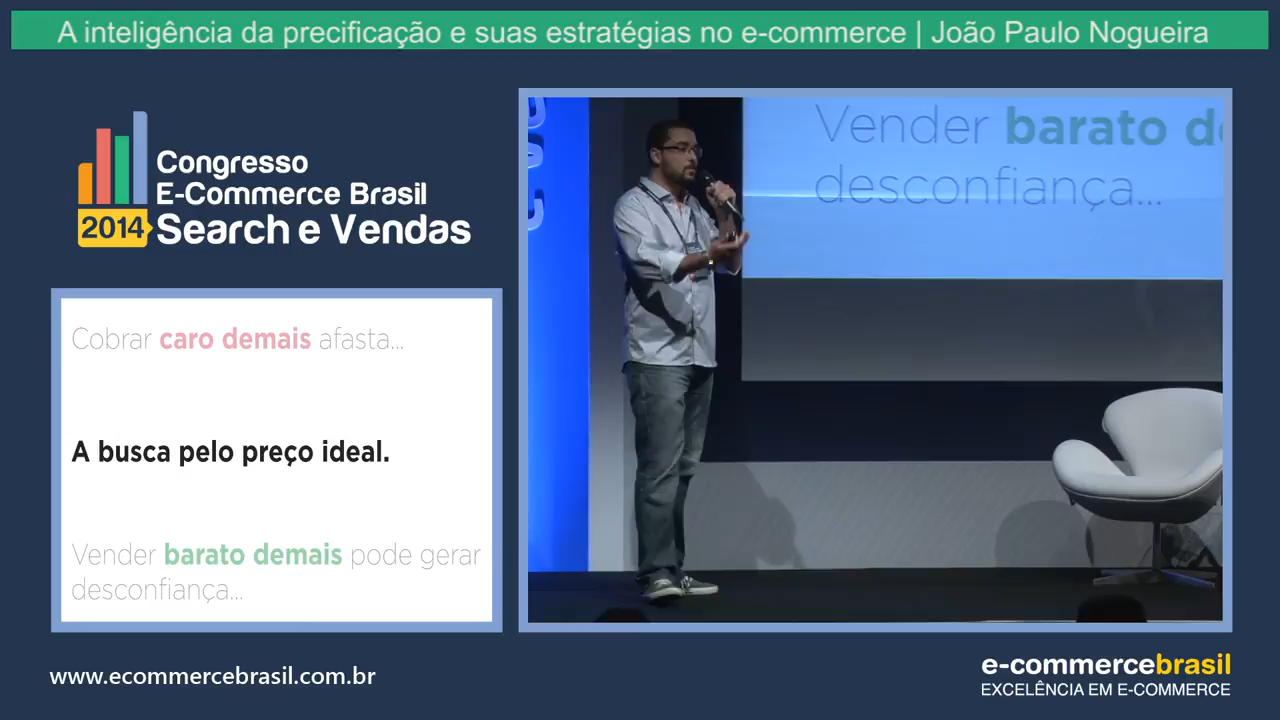 A inteligência da precificação e suas estratégias no e-commerce | João Paulo Nogueira
Congresso
E-Commerce Brasil
2014
Search e Vendas
Cobrar caro demais afasta...
A busca pelo preço ideal.
Vender barato demais pode gerar
desconfiança...
Vender barato de
desconfiança...
www.ecommercebrasil.com.br
e-commercebrasil
EXCELÊNCIA EM E-COMMERCE